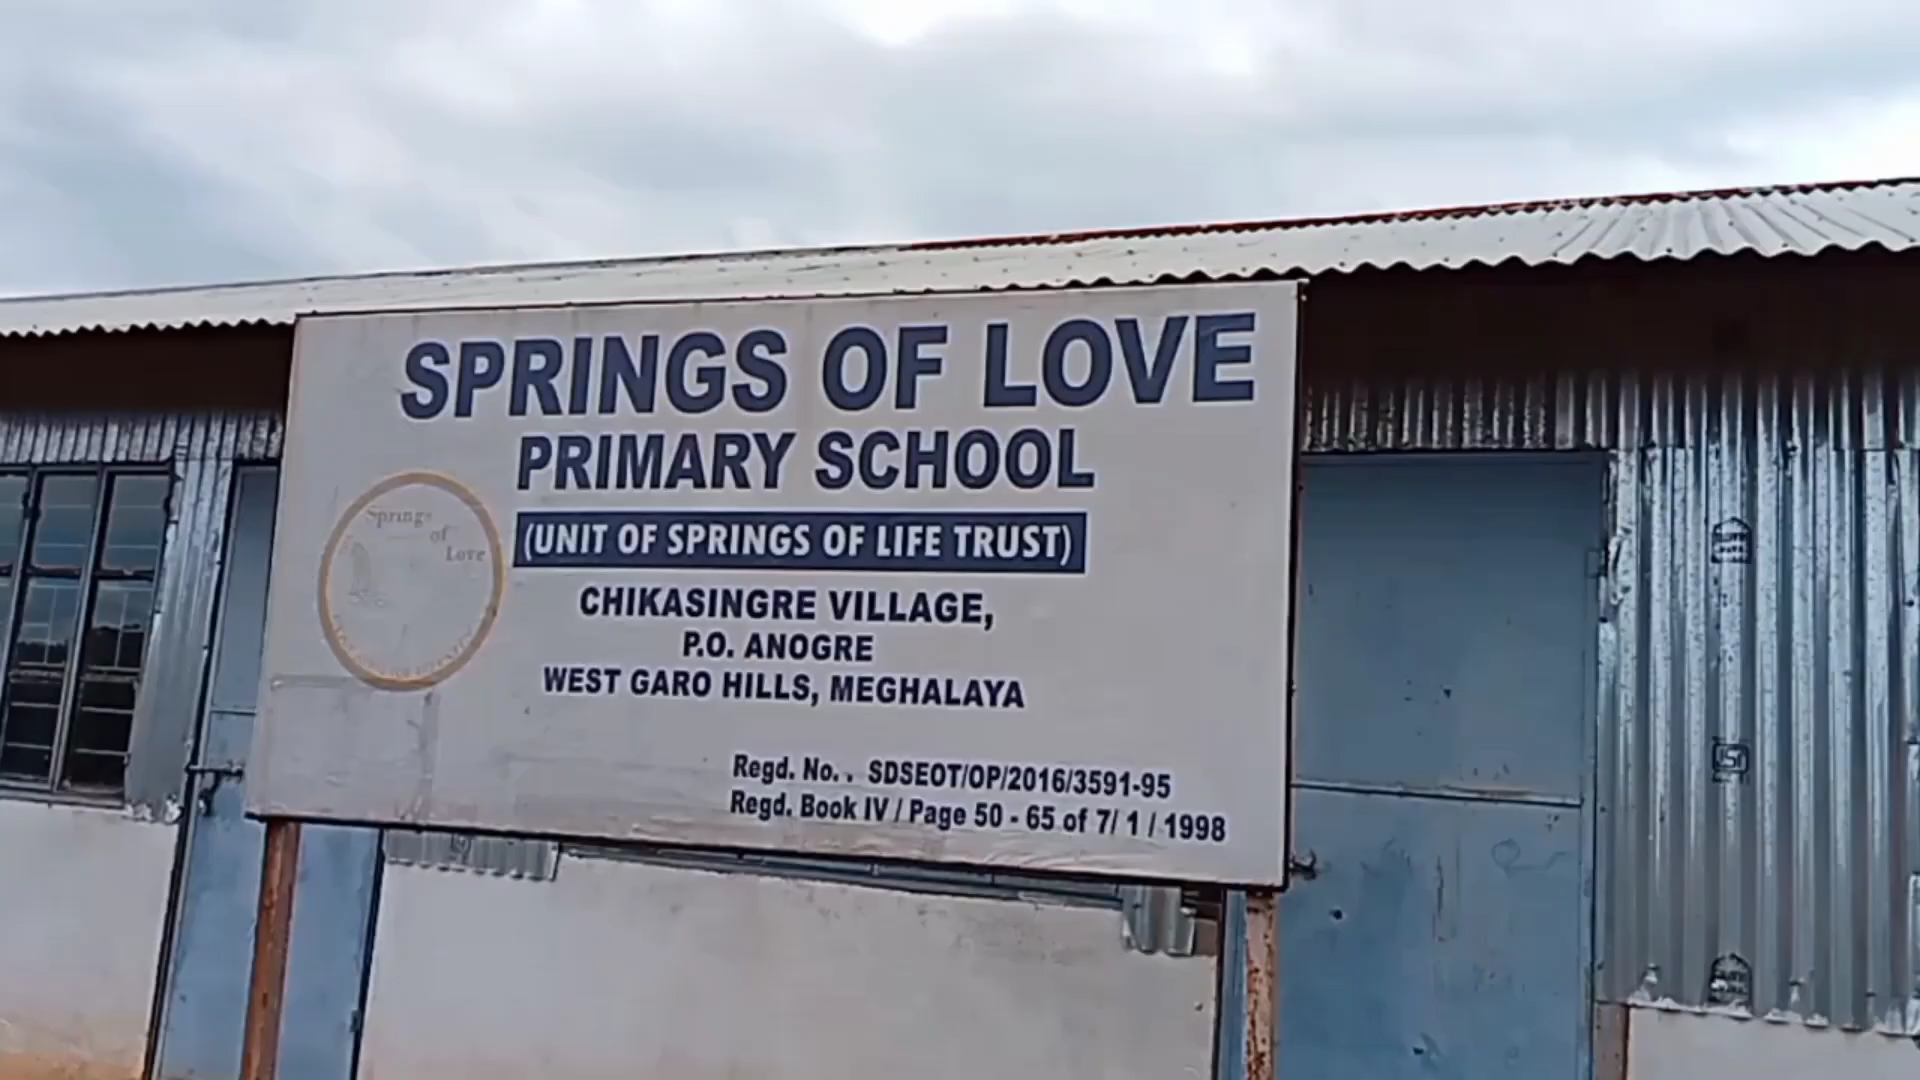 SPRINGS OF LOVE
PRIMARY SCHOOL
(UNIT OF SPRINGS OF LIFE TRUST)
Springs
of
Love
CHIKASINGRE VILLAGE,
P.O. ANOGRE
WEST GARO HILLS, MEGHALAYA
Regd. No. . SDSEOT/OP/2016/3591-95
Regd. Book IV / Page 50 - 65 of 7/ 1 / 1998